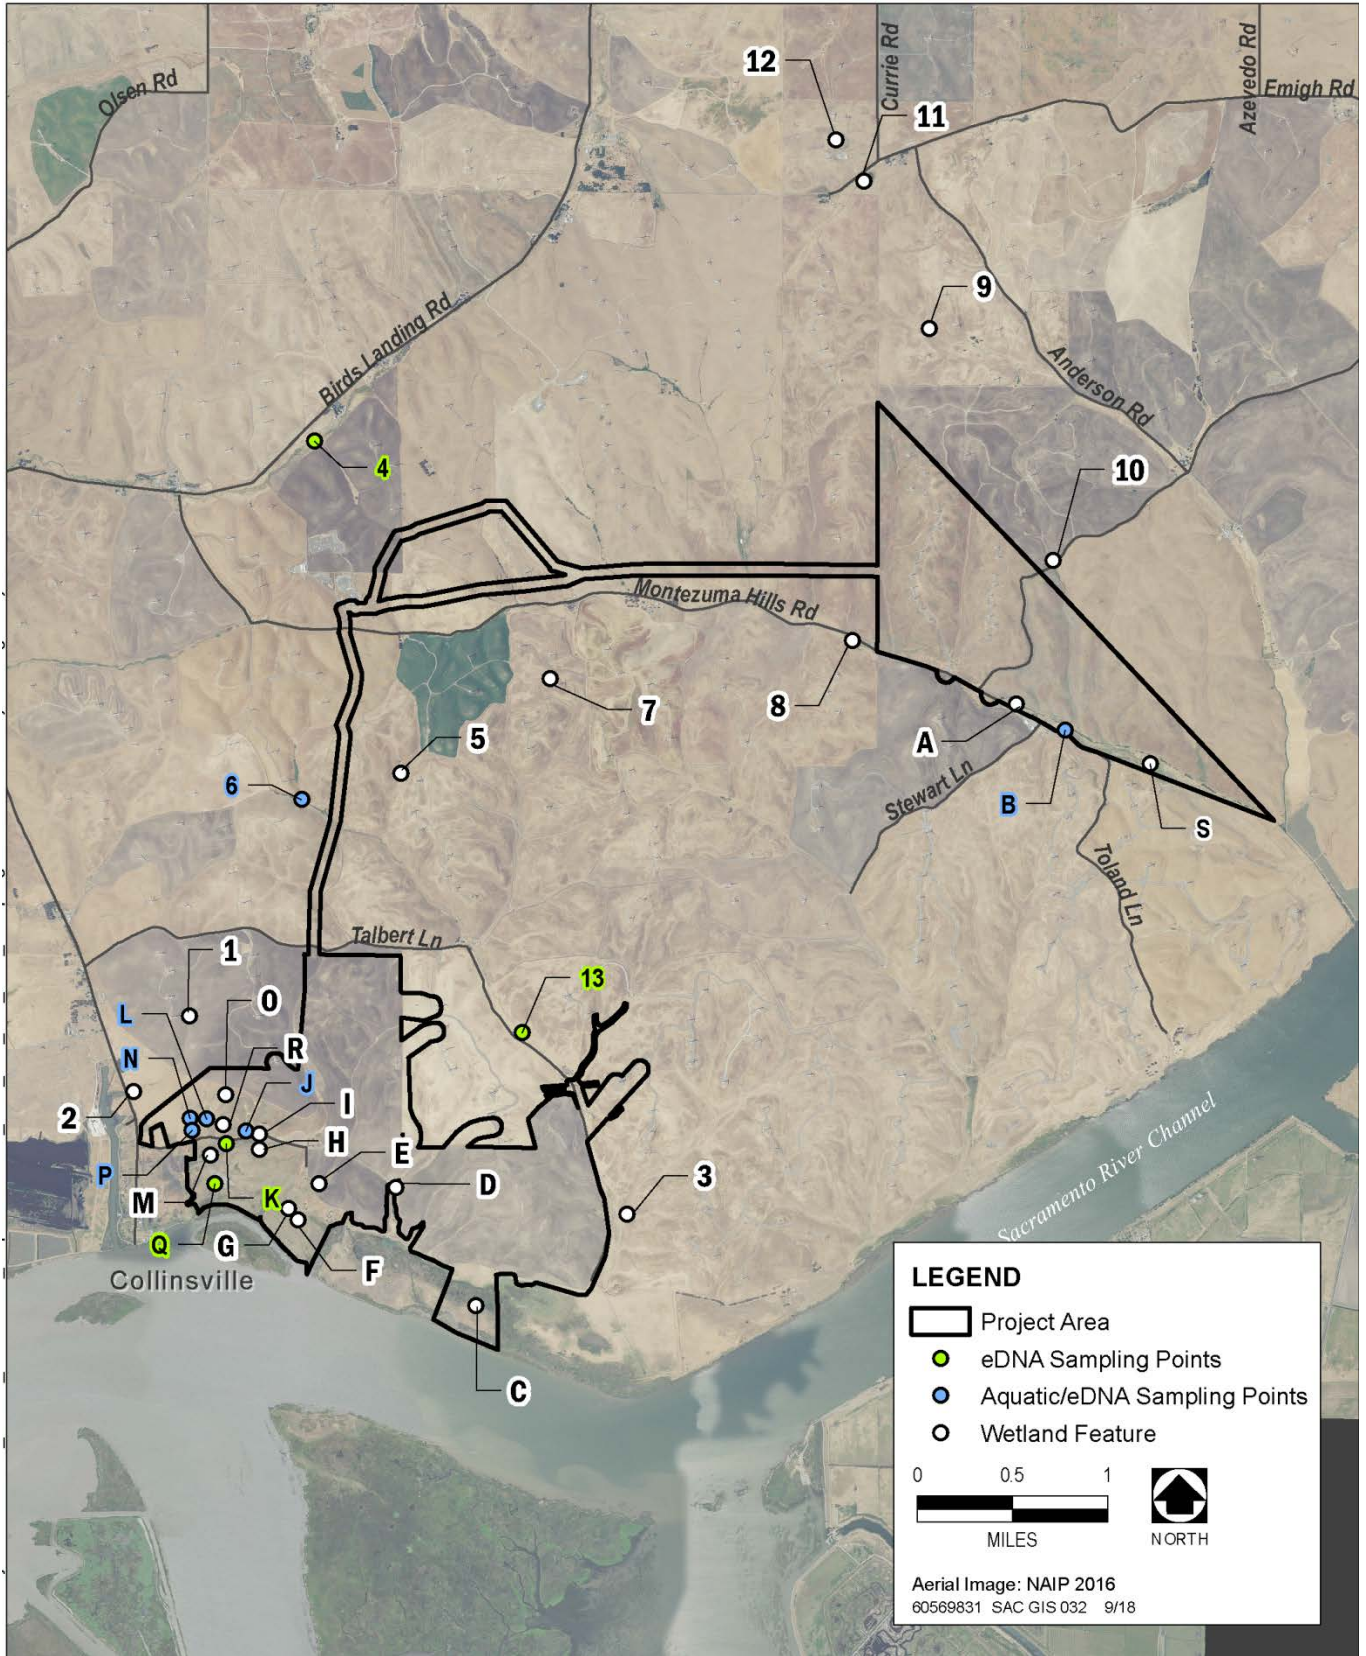 Olsen Rd
12
Currie Rd
11
Azevedo Rd
Emigh Rd
9
Birds Landing Rd
Anderson Rd
4
10
Montezuma Hills Rd
7
8
5
A
6
Stewart Ln
B
S
Toland Ln
Talbert Ln
1
O
13
L
N
R
J
I
2
H
P
E
M
K
D
3
Q
G
F
Collinsville
C
Sacramento River Channel
LEGEND
Project Area
eDNA Sampling Points
Aquatic/eDNA Sampling Points
Wetland Feature
0 0.5 1
MILES
NORTH
Aerial Image: NAIP 2016
60569831 SAC GIS 032 9/18